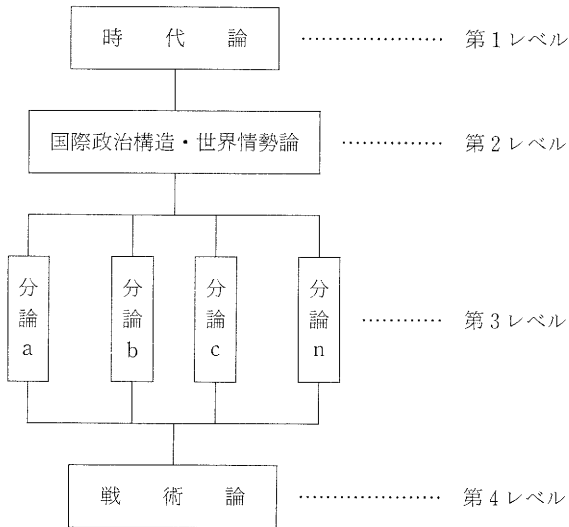 時代論 ………………… 第1レベル
国際政治構造・世界情勢論 …………… 第2レベル
分論a 分論b 分論c 分論n ………… 第3レベル
戦術論 ………………… 第4レベル